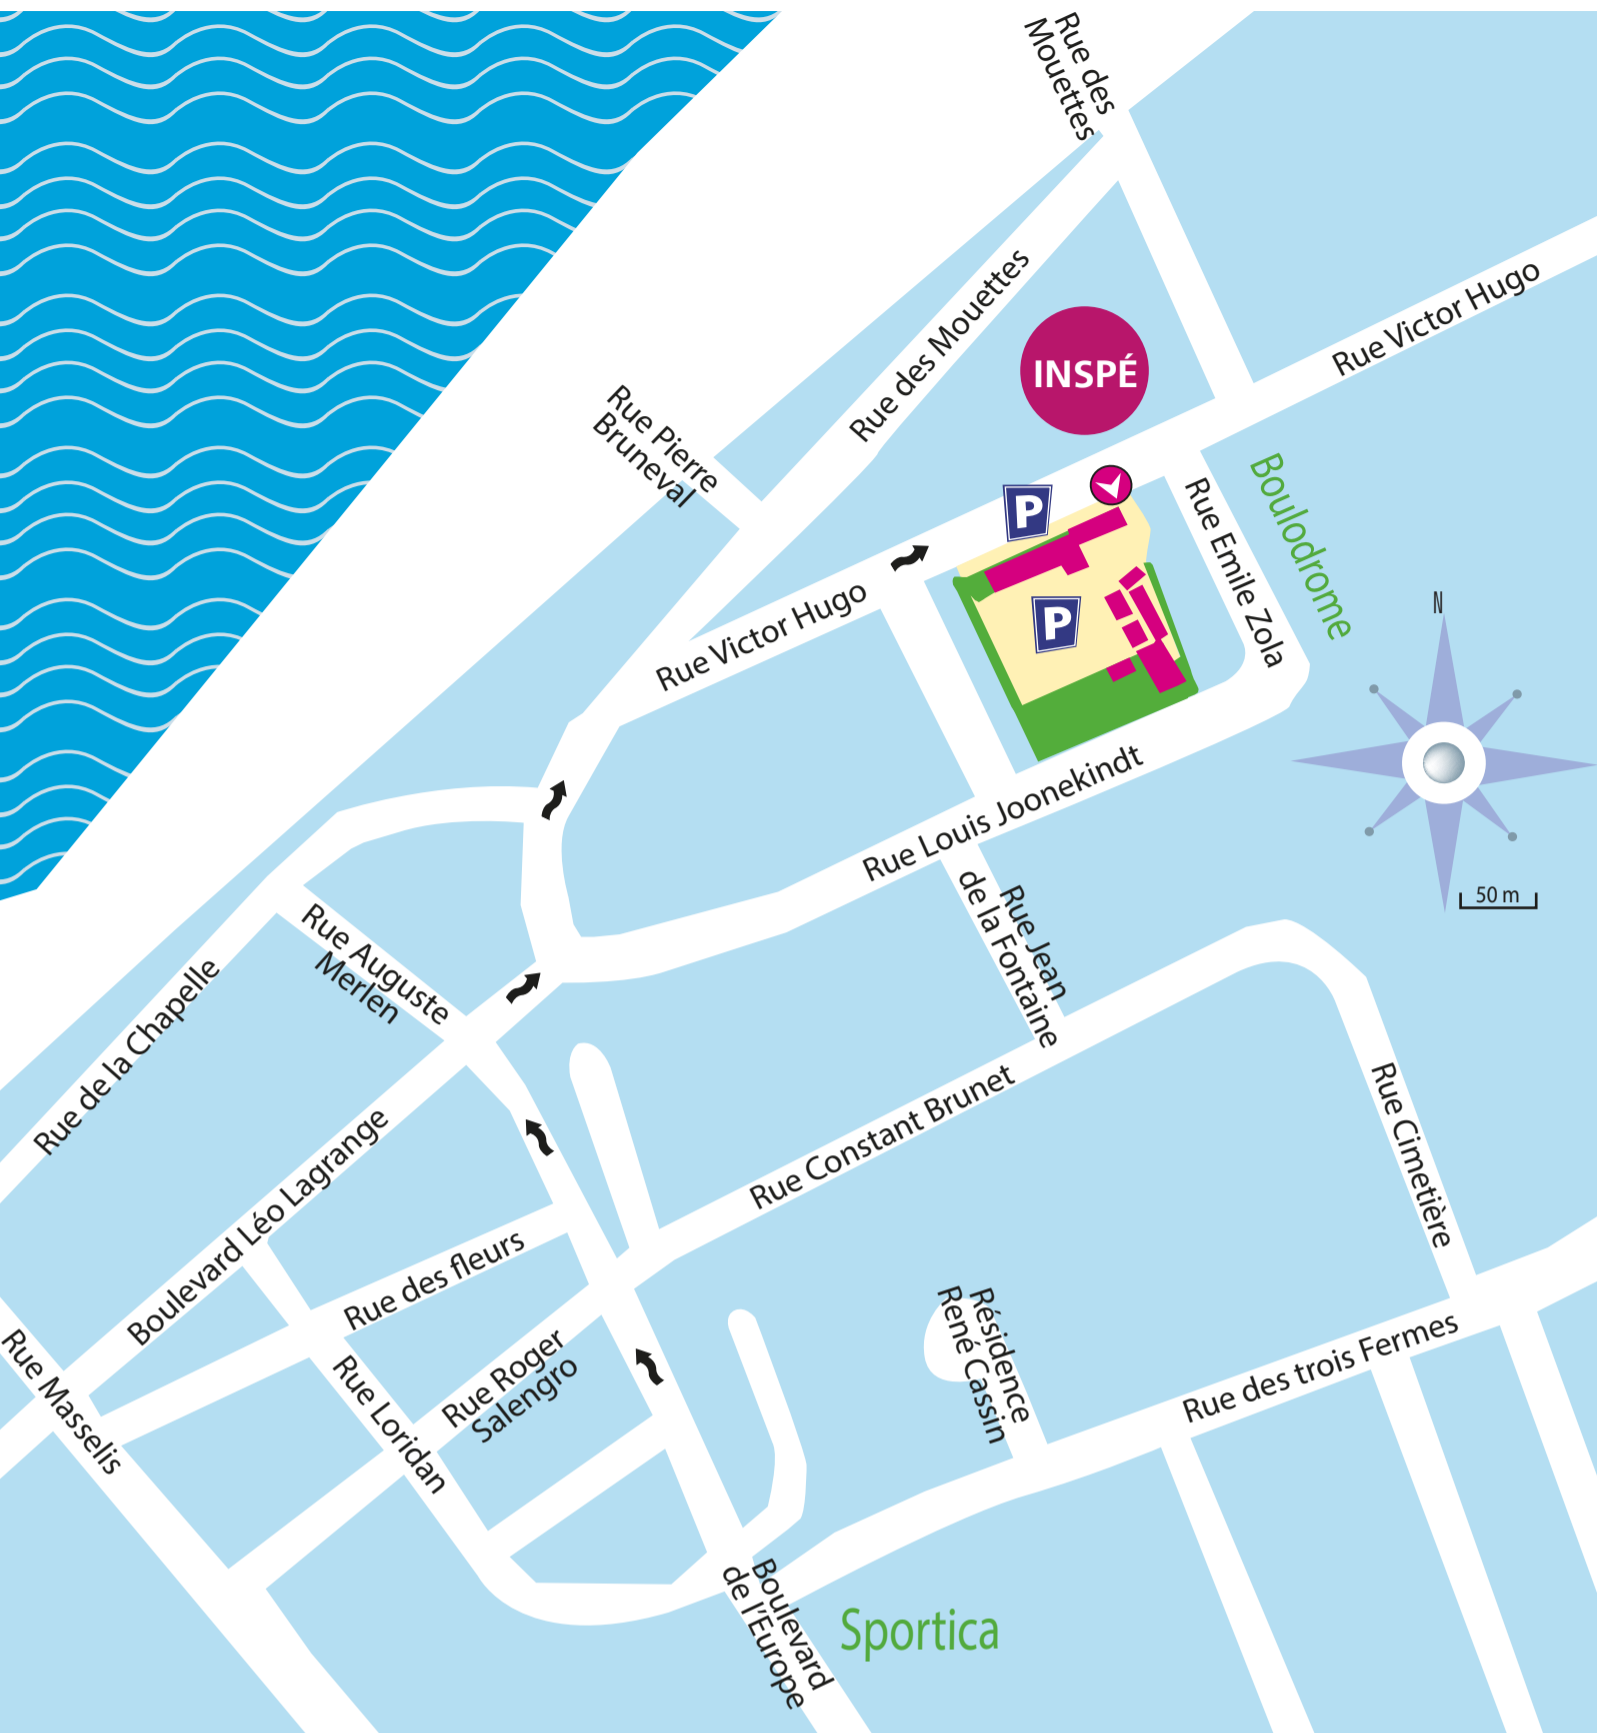 Rue des
Mouettes
Rue Victor Hugo
Rue des Mouettes
INSPÉ
Rue Pierre
Bruneval
P
Boulodrome
Rue Emile Zola
Rue Victor Hugo
P
N
Rue Louis Joonekindt
50 m
Rue Jean
de la Fontaine
Rue Auguste
Merlen
Rue de la Chapelle
Rue Constant Brunet
Rue Cimetière
Boulevard Léo Lagrange
Rue des fleurs
Résidence
René Cassin
Rue des trois Fermes
Rue Masselis
Rue Loridan
Rue Roger
Salengro
Boulevard
de l'Europe
Sportica